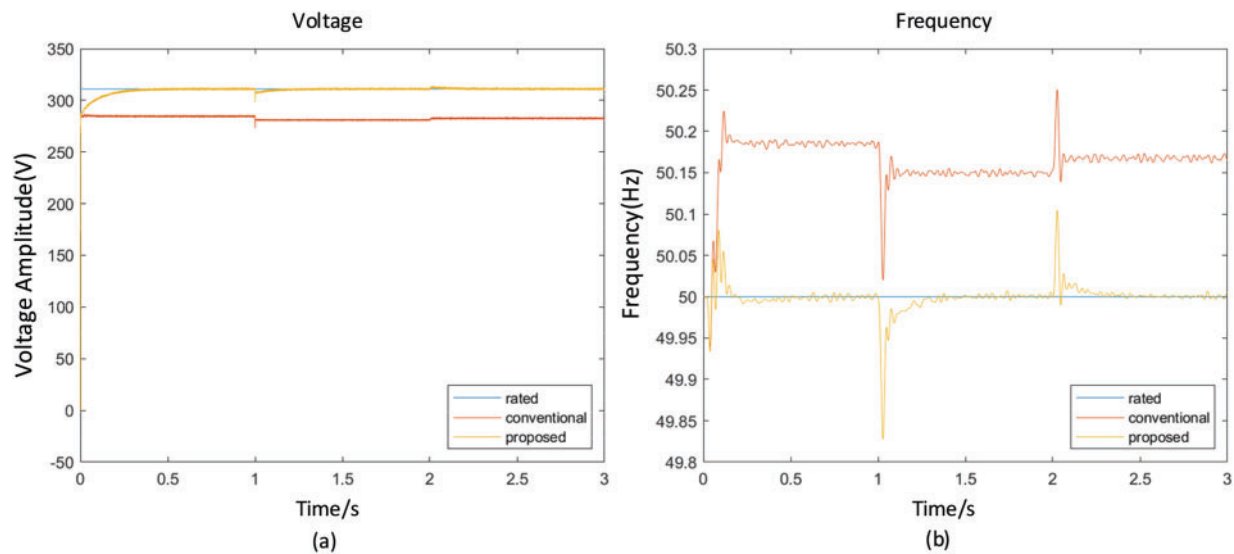 Voltage
350
300
250
200
150
100
50
0
-50
Voltage Amplitude(V)
0
0.5
1
1.5
2
2.5
3
Time/s
rated
conventional
proposed
(a)
Frequency
50.3
50.25
50.2
50.15
50.1
50.05
50
49.95
49.9
49.85
49.8
Frequency(Hz)
0
0.5
1
1.5
2
2.5
3
Time/s
rated
conventional
proposed
(b)